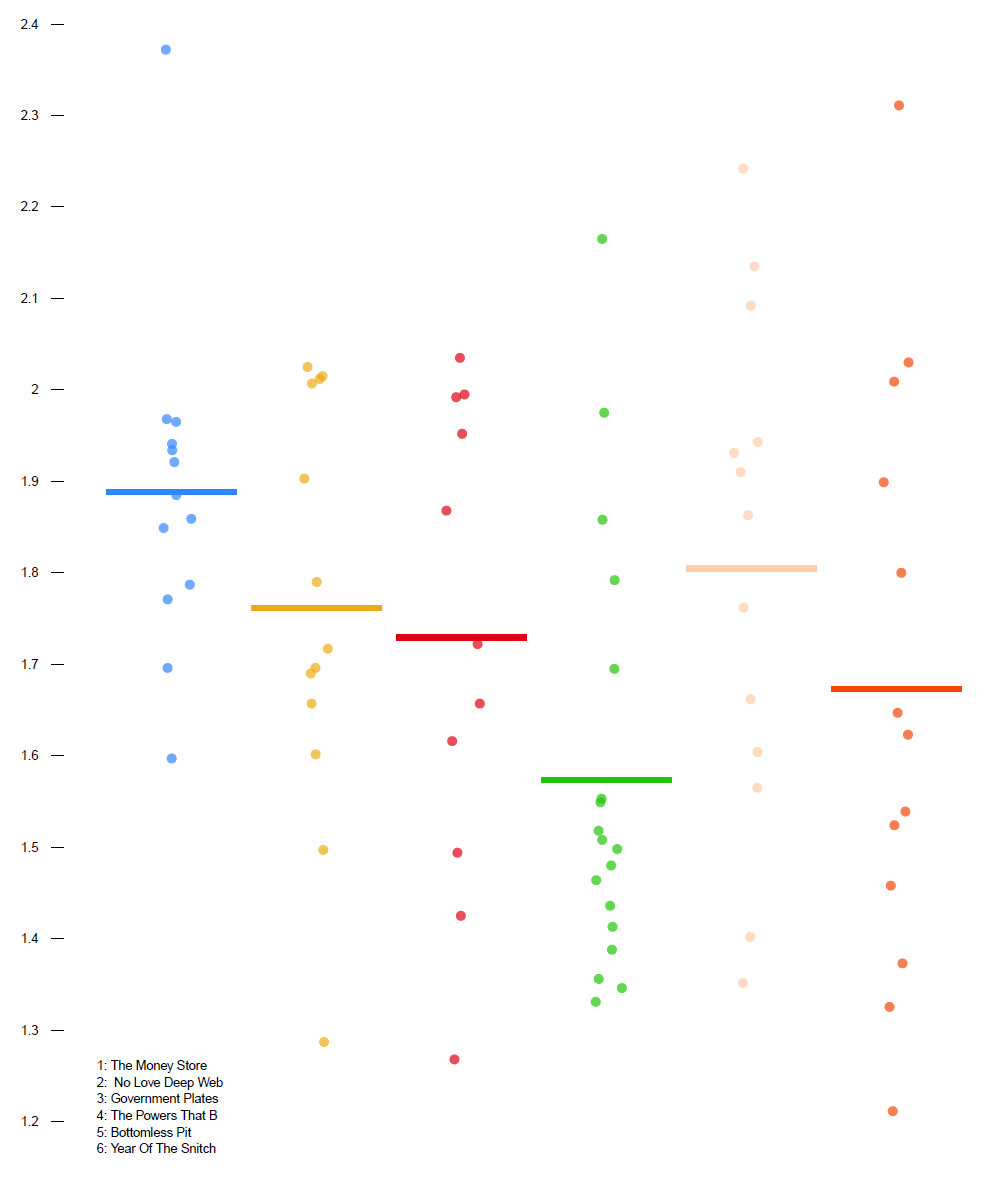 2.4
2.3
2.2
2.1
2
1.9
1.8
1.7
1.6
1.5
1.4
1.3
1.2
1: The Money Store
2:  No Love Deep Web
3: Government Plates
4: The Powers That B
5: Bottomless Pit
6: Year Of The Snitch